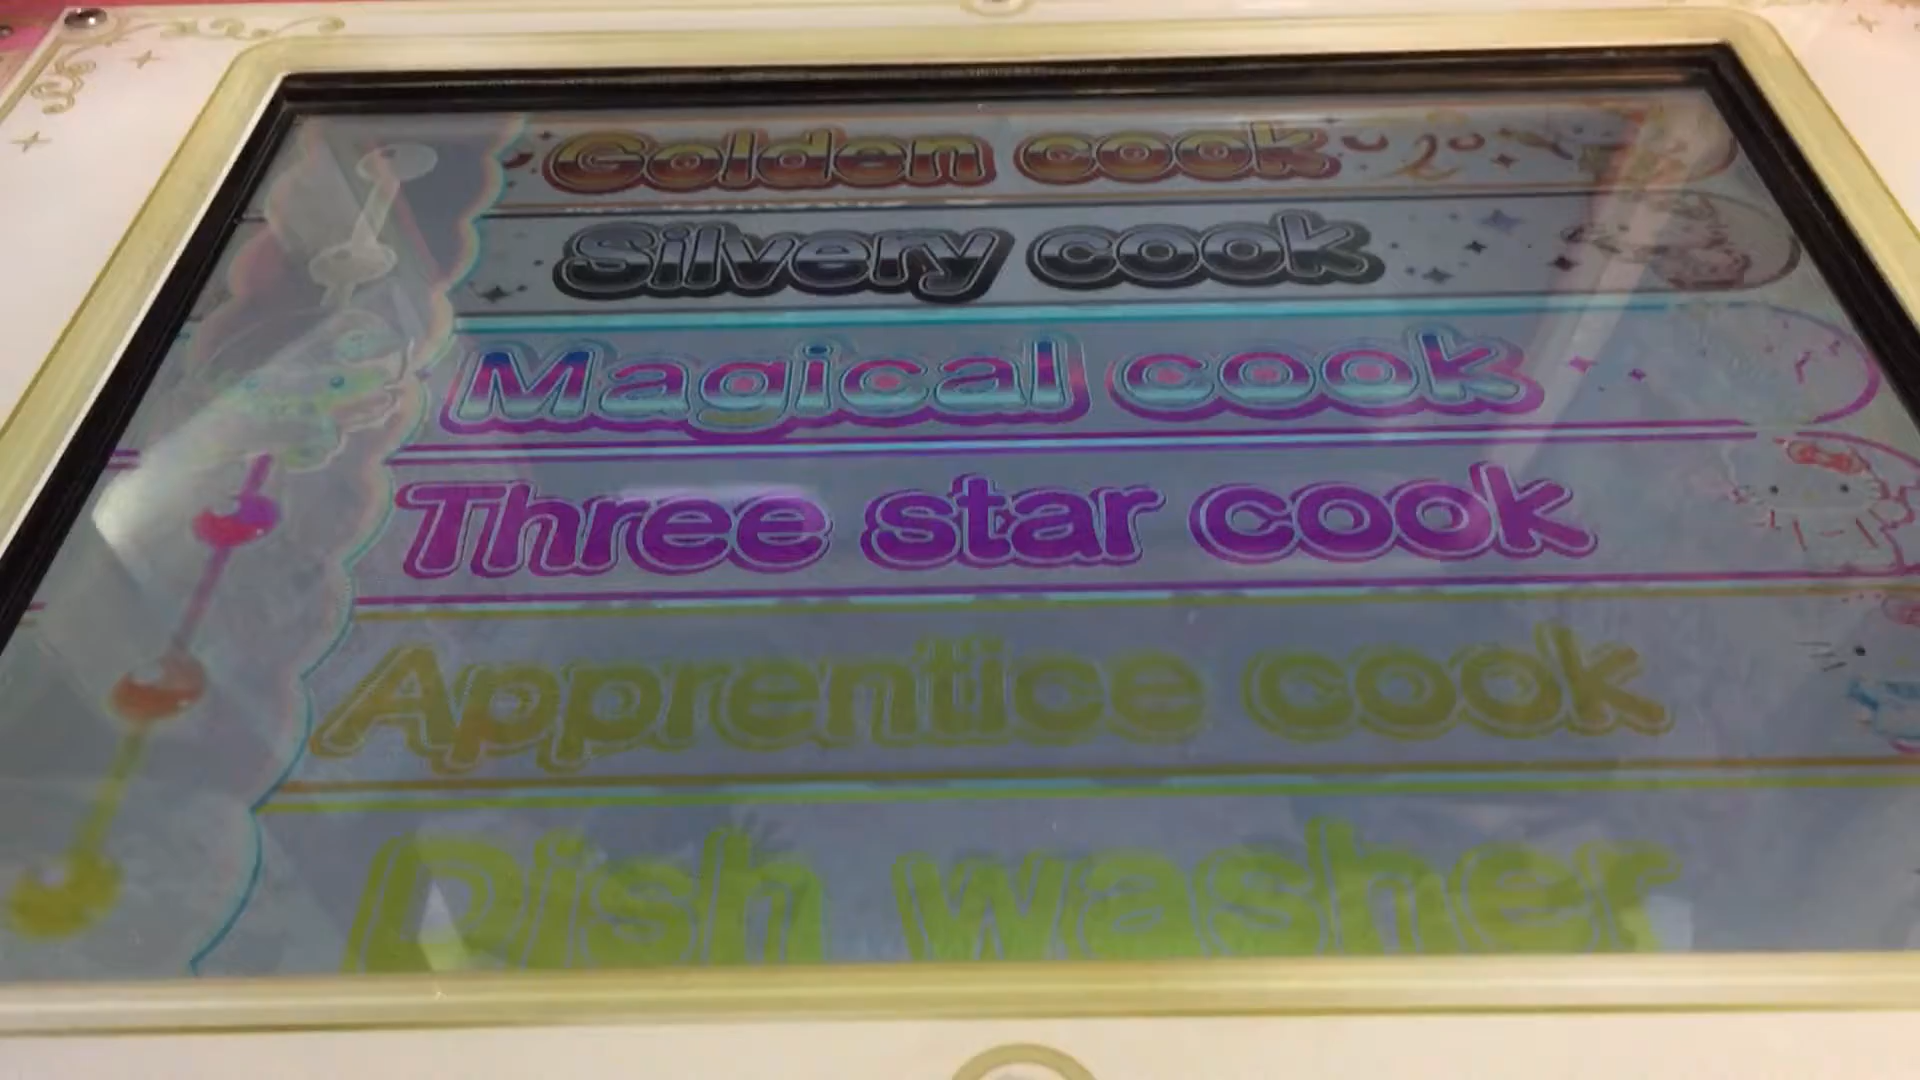 Golden cook
Silvery cook
Magical cook
Three star cook
Apprentice cook
Dish washer